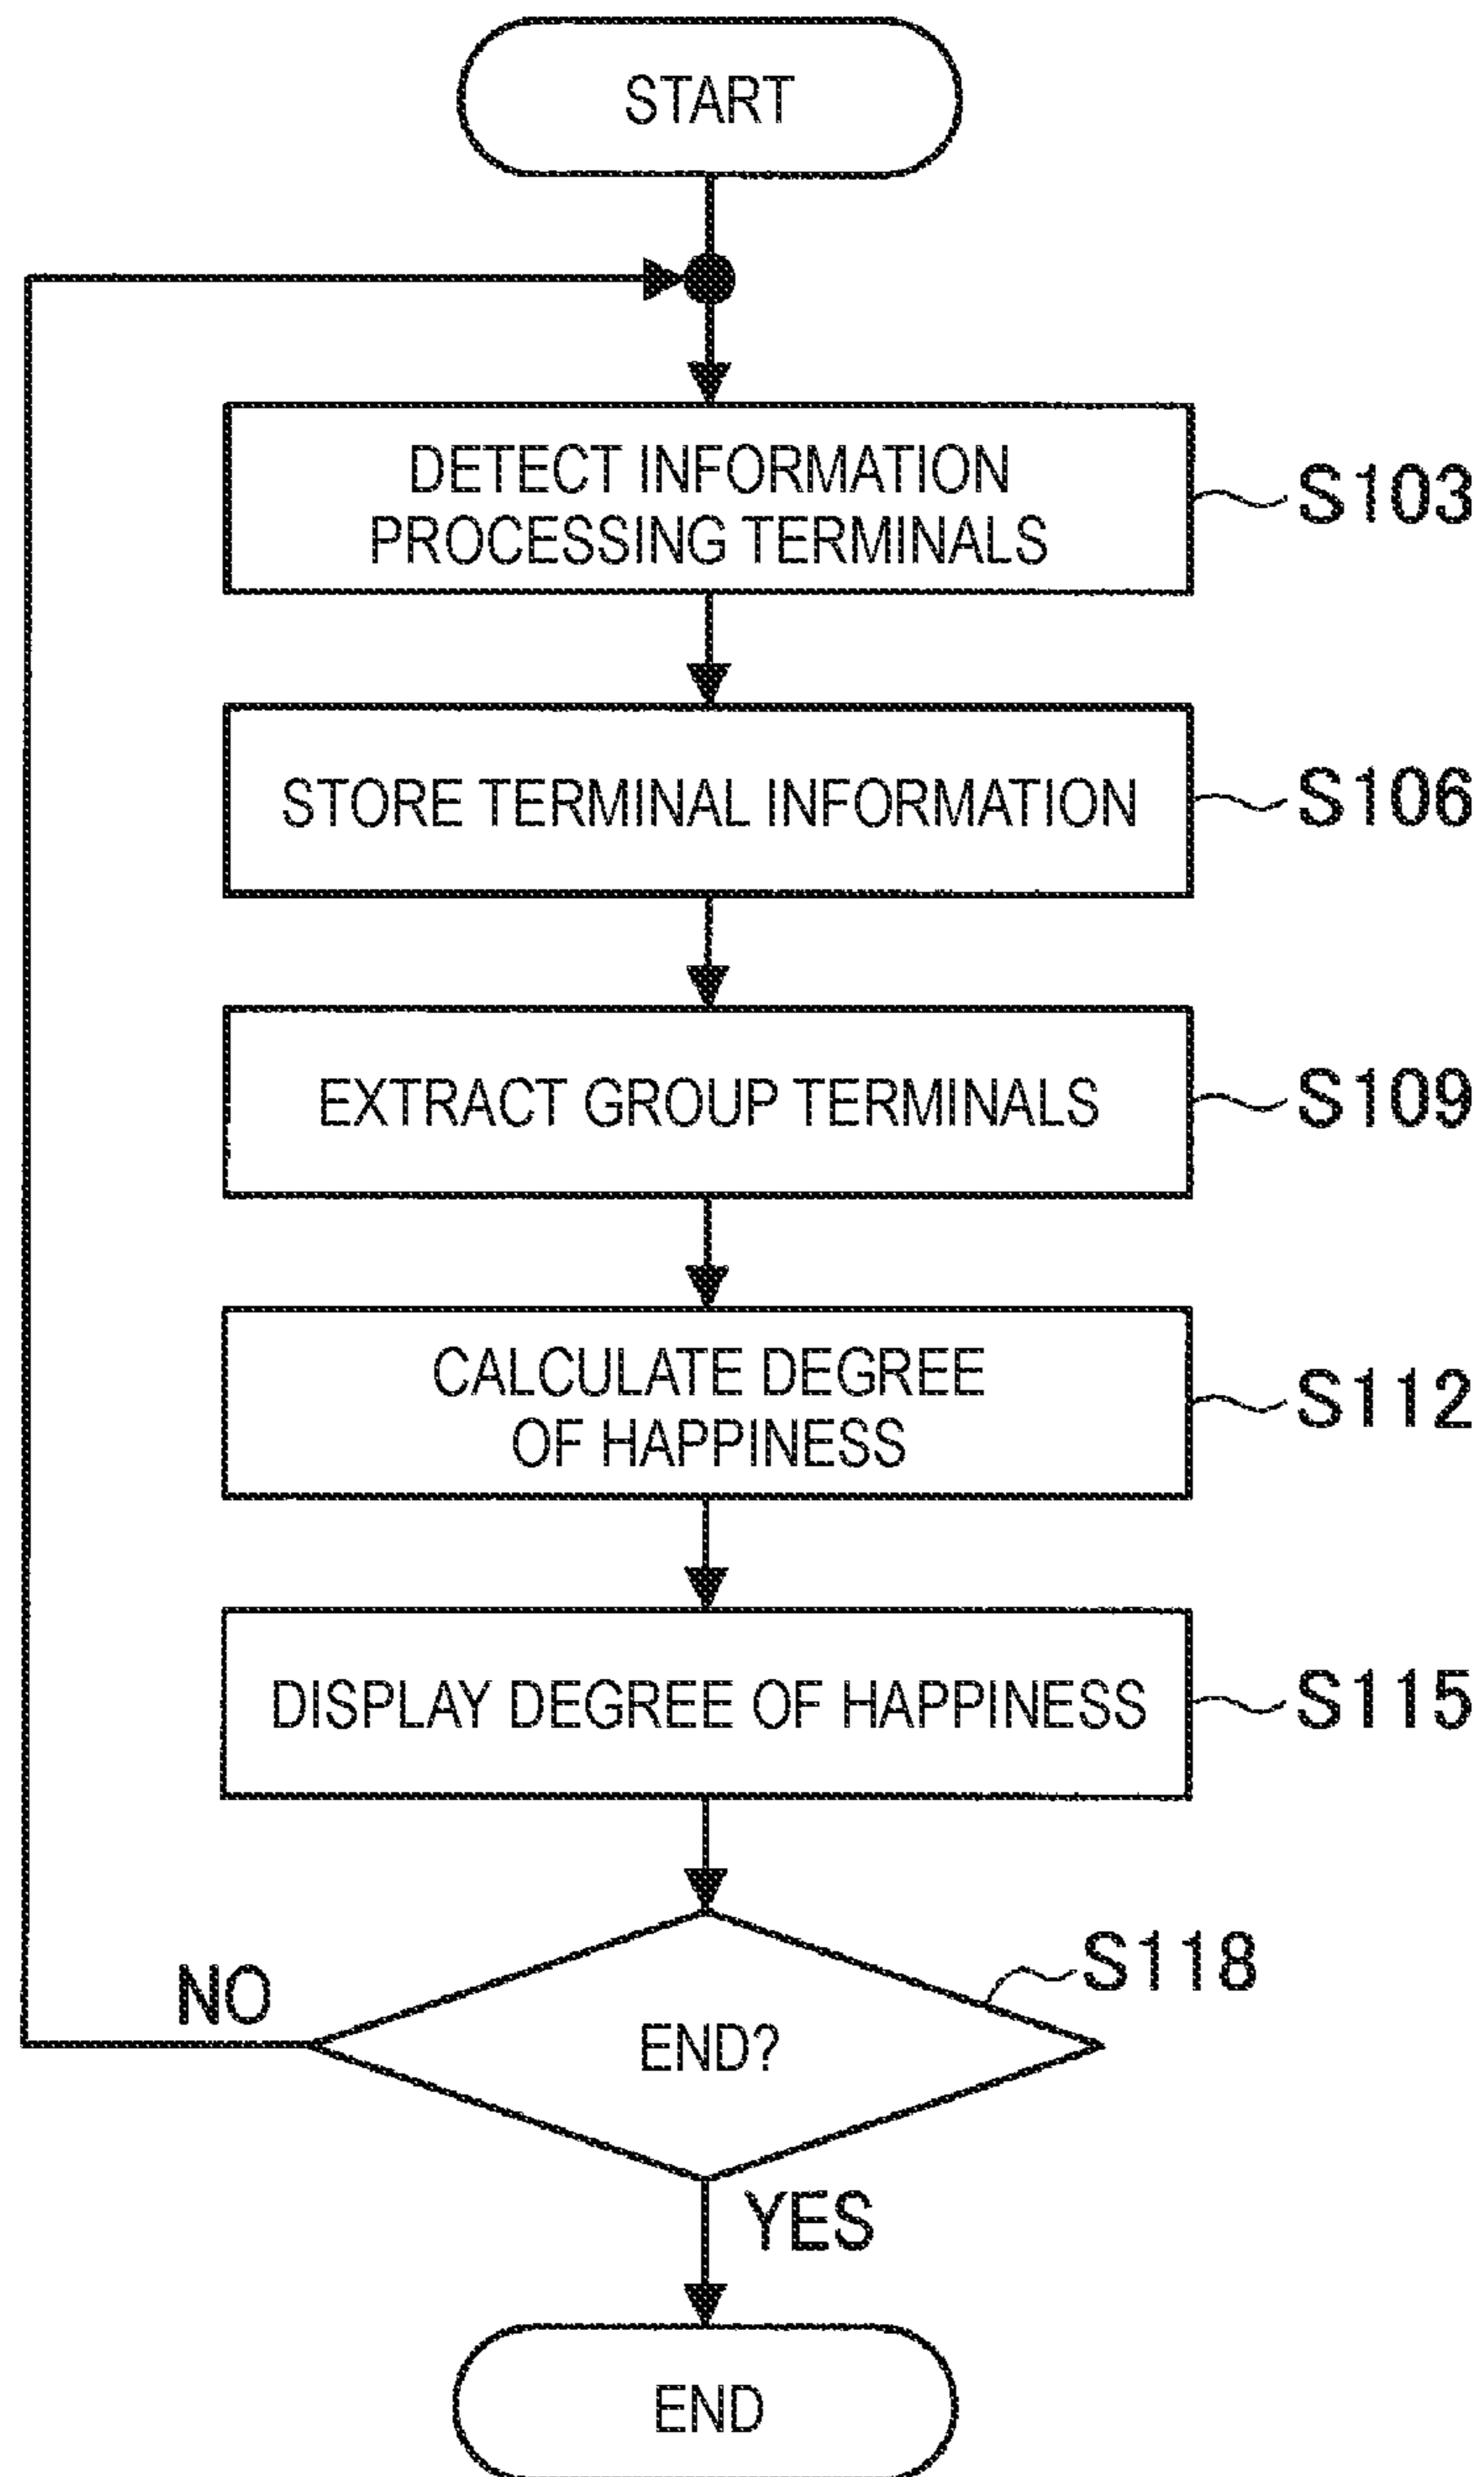 START
DETECT INFORMATION
PROCESSING TERMINALS
S103
STORE TERMINAL INFORMATION
S106
EXTRACT GROUP TERMINALS
S109
CALCULATE DEGREE
OF HAPPINESS
S112
DISPLAY DEGREE OF HAPPINESS
S115
S118
NO
END?
YES
END